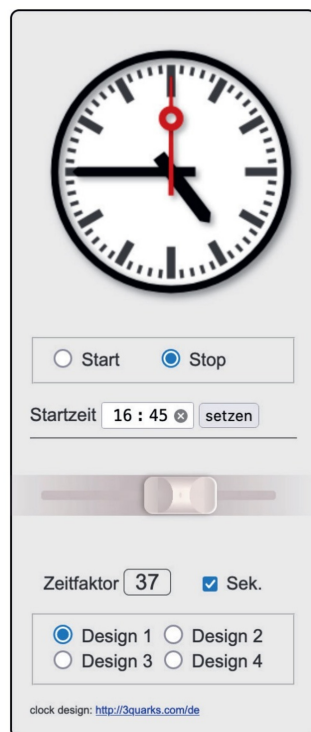 Start Stop
Startzeit 16 : 45 setzen
Zeitfaktor 37 Sek.
Design 1 Design 2
Design 3 Design 4
clock design: http://3quarks.com/de